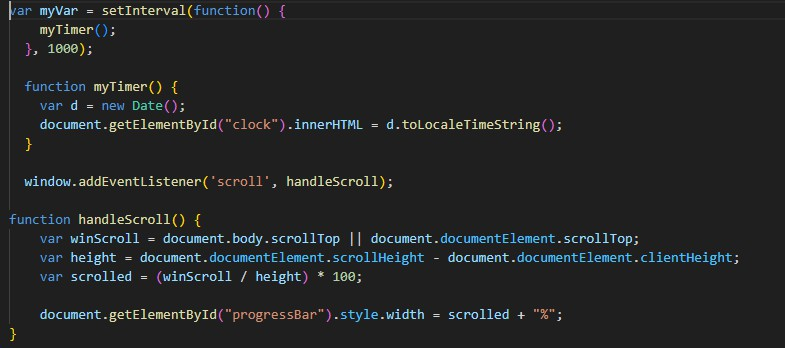 var myVar = setInterval(function() {
    myTimer();
  }, 1000);
  function myTimer() {
    var d = new Date();
    document.getElementById("clock").innerHTML = d.toLocaleTimeString();
  }
  window.addEventListener('scroll', handleScroll);
function handleScroll() {
    var winScroll = document.body.scrollTop || document.documentElement.scrollTop;
    var height = document.documentElement.scrollHeight - document.documentElement.clientHeight;
    var scrolled = (winScroll / height) * 100;
    document.getElementById("progressBar").style.width = scrolled + "%";
}